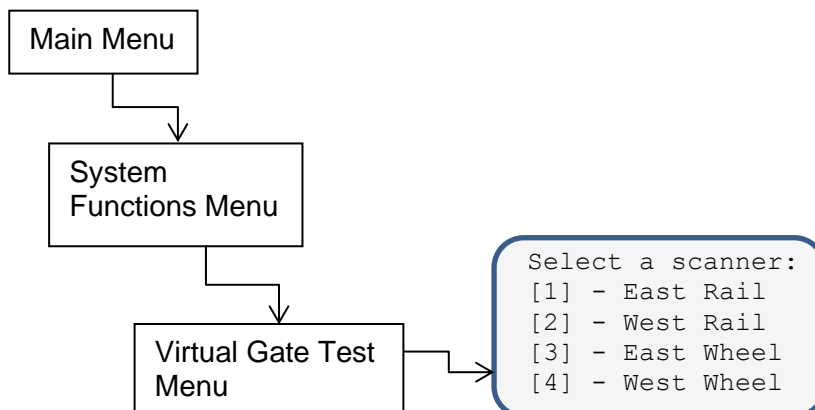 Main Menu
System
Functions Menu
Virtual Gate Test
Menu
Select a scanner:
[1] - East Rail
[2] - West Rail
[3] - East Wheel
[4] - West Wheel